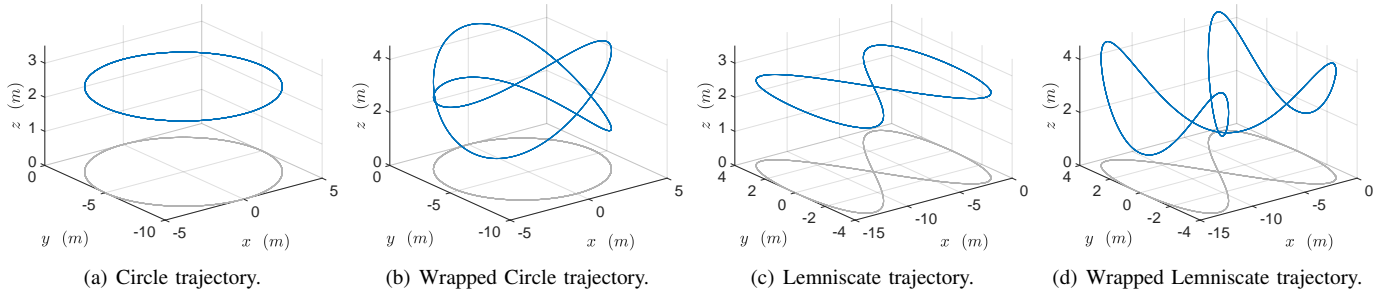 z (m)
3
2
1
0
0
-5
-10
y (m)
-5
0
5
x (m)
(a) Circle trajectory.
z (m)
4
2
0
0
-5
-10
y (m)
-5
0
5
x (m)
(b) Wrapped Circle trajectory.
z (m)
3
2
1
0
4
2
0
-2
-4
y (m)
-15
-10
-5
0
x (m)
(c) Lemniscate trajectory.
z (m)
4
2
0
4
2
0
-2
-4
y (m)
-15
-10
-5
0
x (m)
(d) Wrapped Lemniscate trajectory.